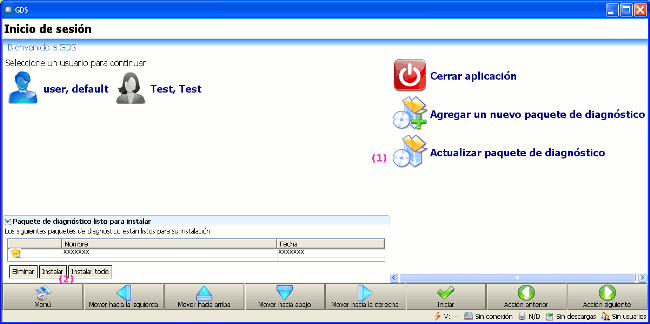 GDS
Inicio de sesión
Bienvenido a GDS
Seleccione un usuario para continuar
user, default
Test, Test
Cerrar aplicación
Agregar un nuevo paquete de diagnóstico
(1)
Actualizar paquete de diagnóstico
Paquete de diagnóstico listo para instalar
Los siguientes paquetes de diagnóstico están listos para su instalación
Nombre Fecha
xxxxxxx xxxxxxx
Eliminar Instalar Instalar todo
(2)
Menú Mover hacia la izquierda Mover hacia arriba Mover hacia abajo Mover hacia la derecha Iniciar Acción anterior Acción siguiente
V: -- Sin conexión N/D Sin descargas Sin usuarios